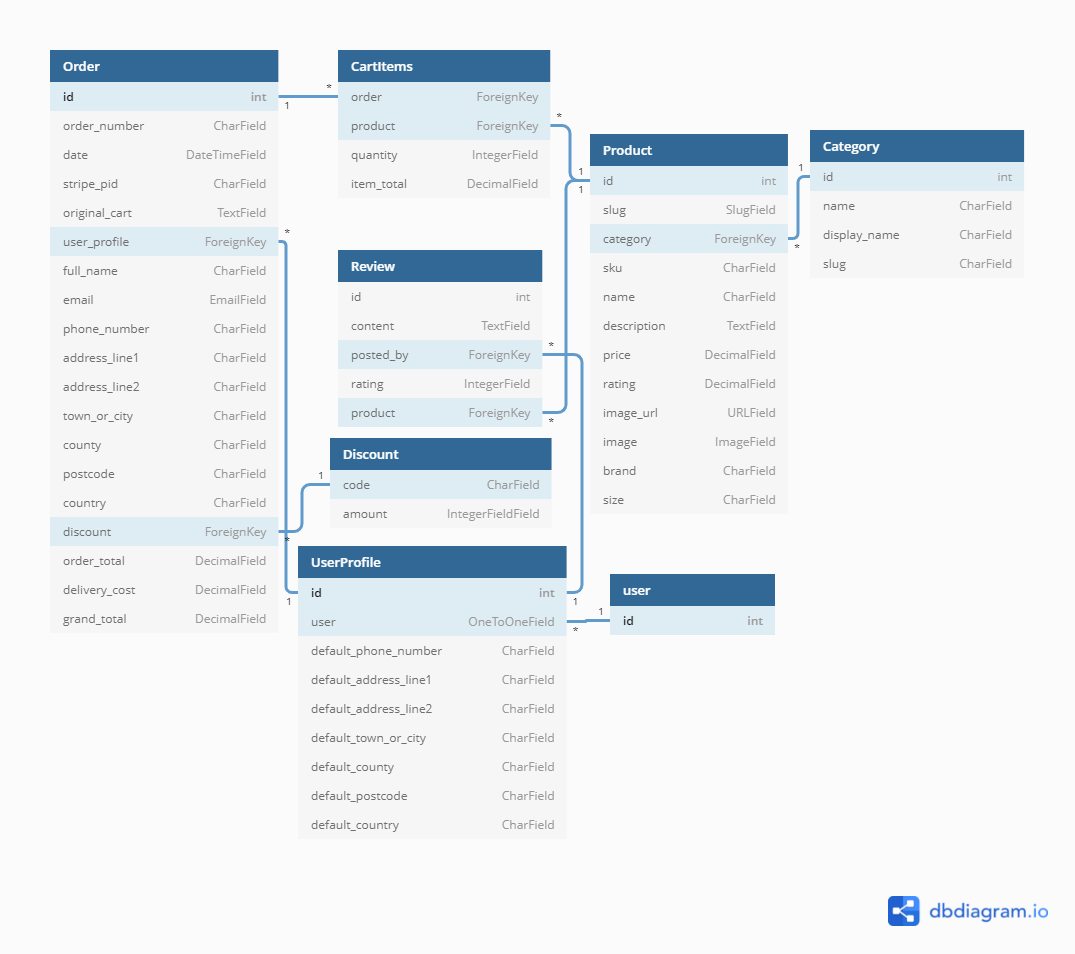 Order
id int
order_number CharField
date DateTimeField
stripe_pid CharField
original_cart TextField
user_profile ForeignKey
full_name CharField
email EmailField
phone_number CharField
address_line1 CharField
address_line2 CharField
town_or_city CharField
county CharField
postcode CharField
country CharField
discount ForeignKey
order_total DecimalField
delivery_cost DecimalField
grand_total DecimalField
1
*
*
*
CartItems
order ForeignKey
product ForeignKey
quantity IntegerField
item_total DecimalField
*
Review
id int
content TextField
posted_by ForeignKey
rating IntegerField
product ForeignKey
*
*
Discount
code CharField
amount IntegerFieldField
1
UserProfile
id int
user OneToOneField
default_phone_number CharField
default_address_line1 CharField
default_address_line2 CharField
default_town_or_city CharField
default_county CharField
default_postcode CharField
default_country CharField
1
1
*
Product
id int
slug SlugField
category ForeignKey
sku CharField
name CharField
description TextField
price DecimalField
rating DecimalField
image_url URLField
image ImageField
brand CharField
size CharField
1
1
*
Category
id int
name CharField
display_name CharField
slug CharField
1
user
id int
1
dbdiagram.io